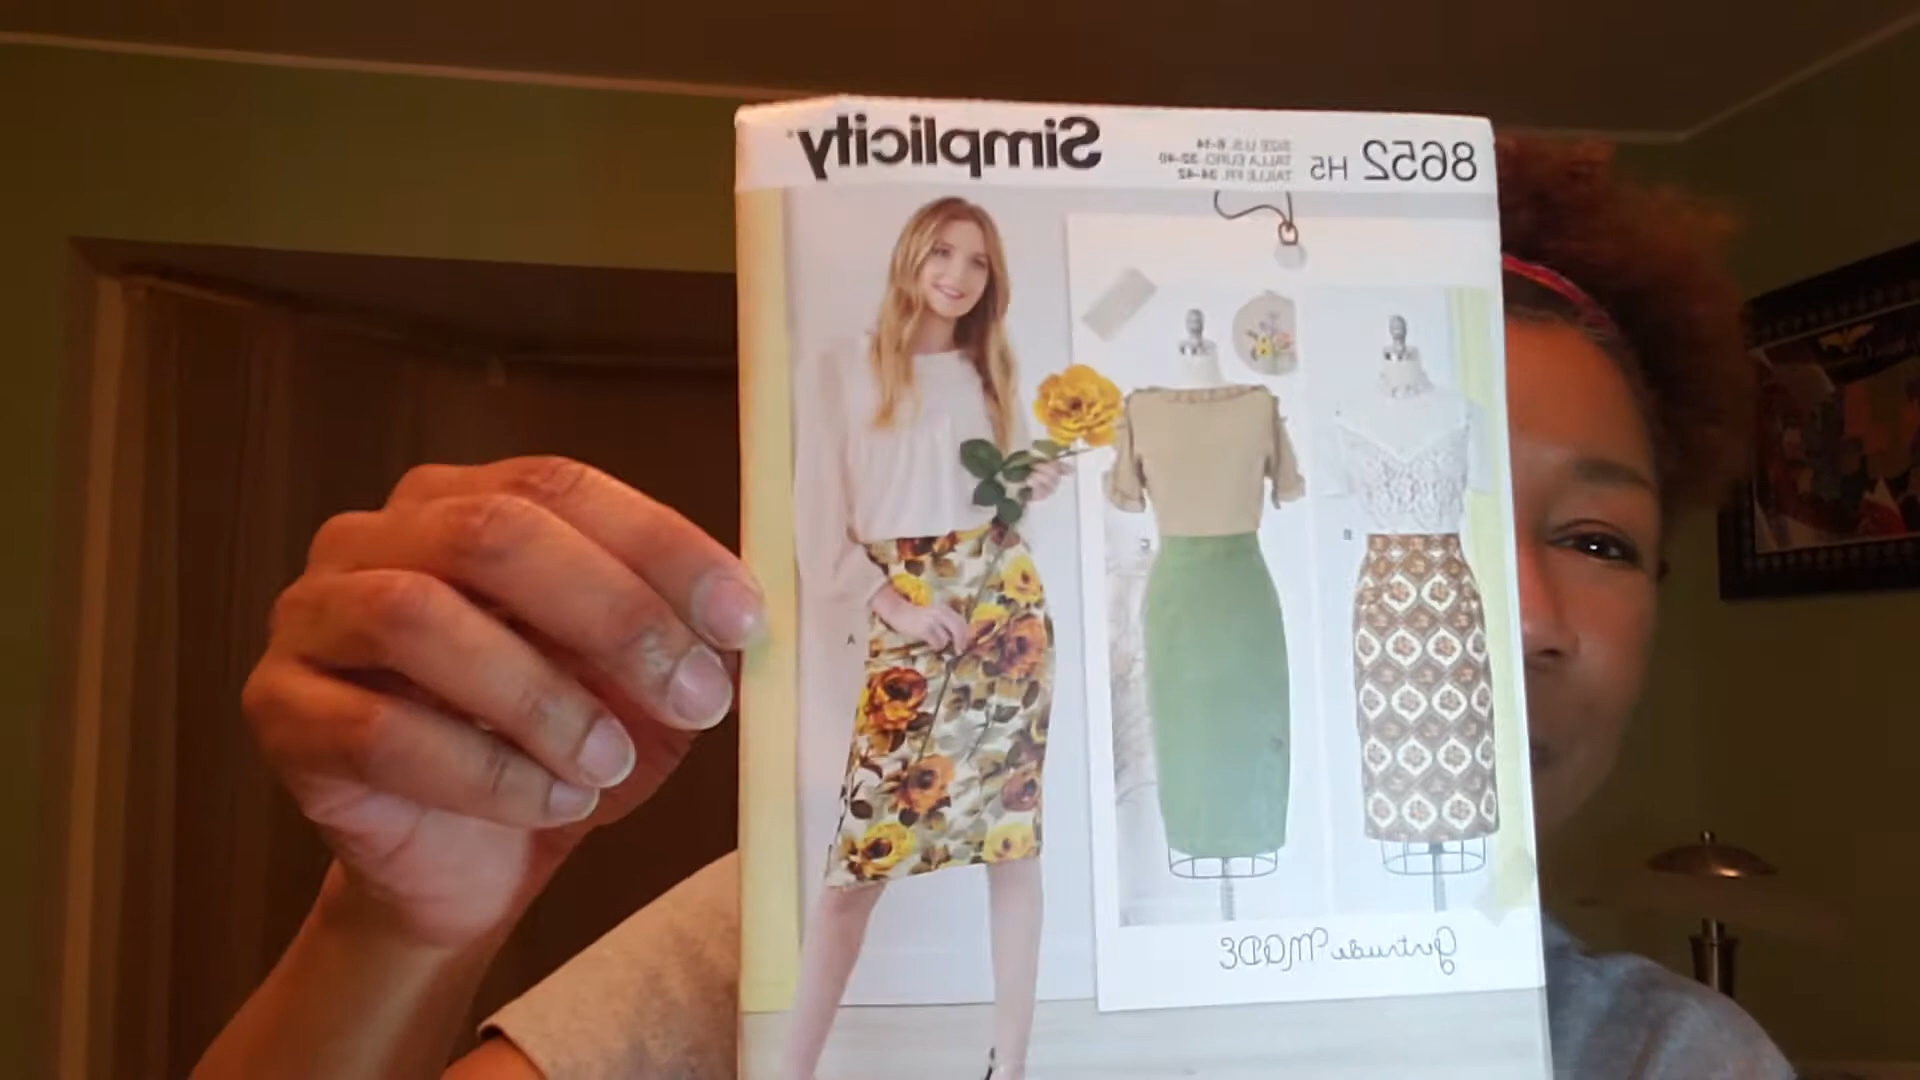 Simplicity
8652 H5
SIZE U.S. 6-14
TALLA EURO. 32-40
TAILLE FR. 34-42
A
C
B
gertrude MADE